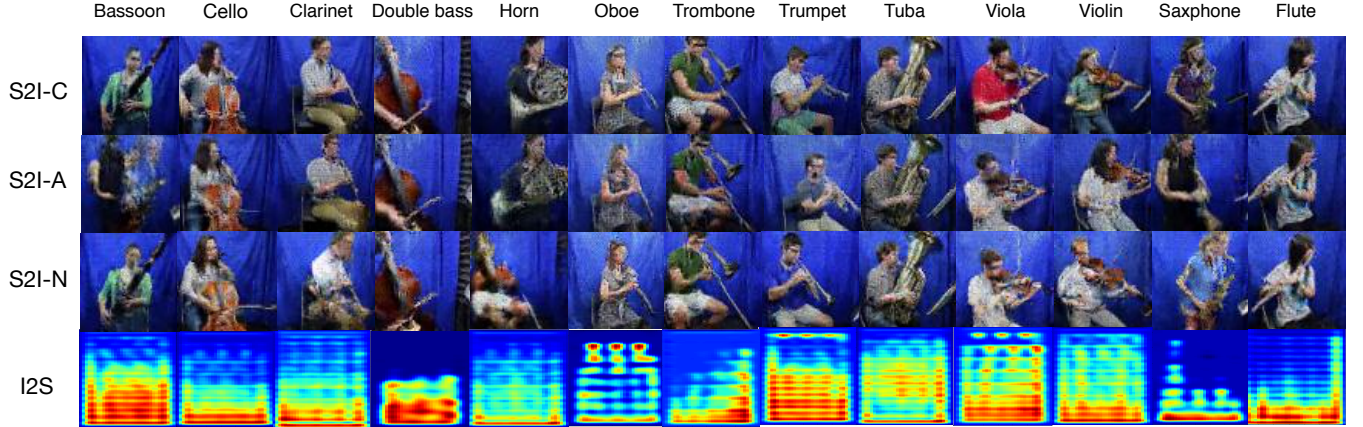 Bassoon Cello Clarinet Double bass Horn Oboe Trombone Trumpet Tuba Viola Violin Saxphone Flute
S2I-C
S2I-A
S2I-N
I2S